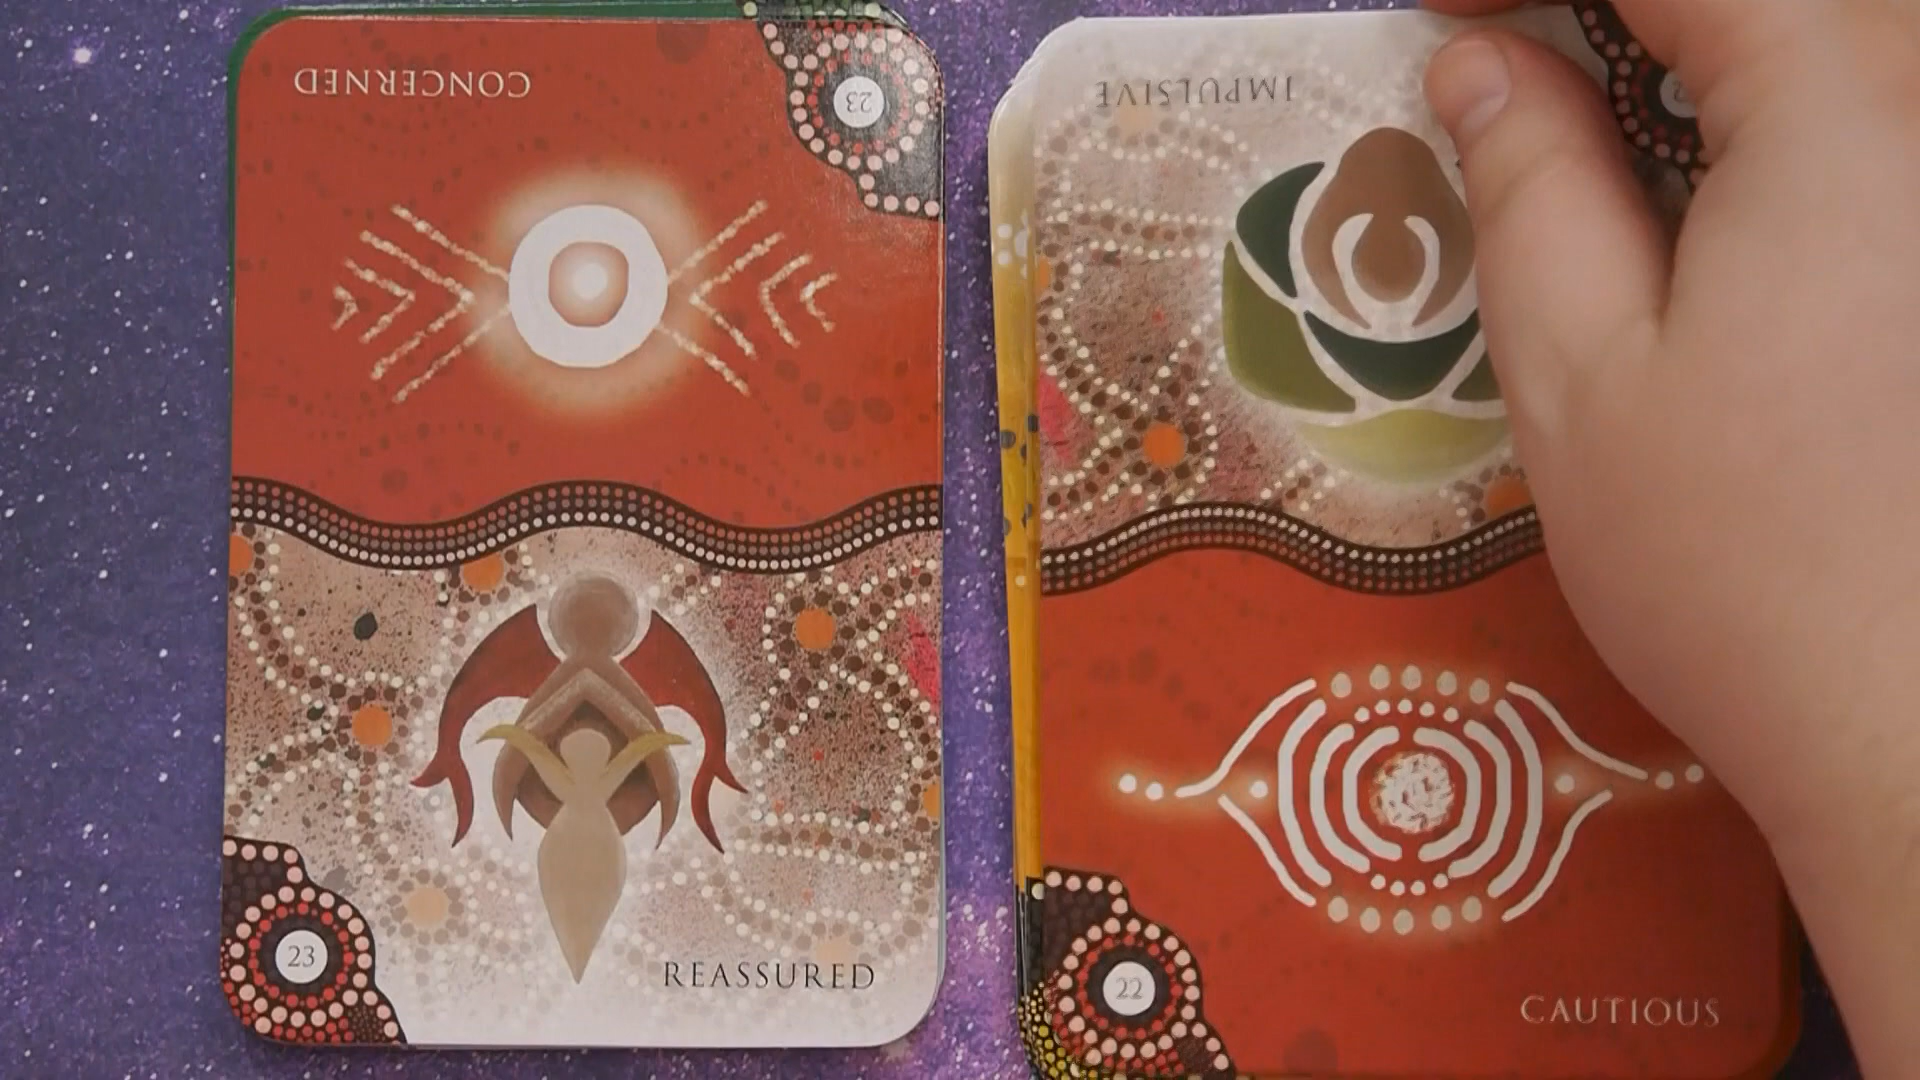 CONCERNED
23
23
REASSURED
IMPULSIVE
22
CAUTIOUS